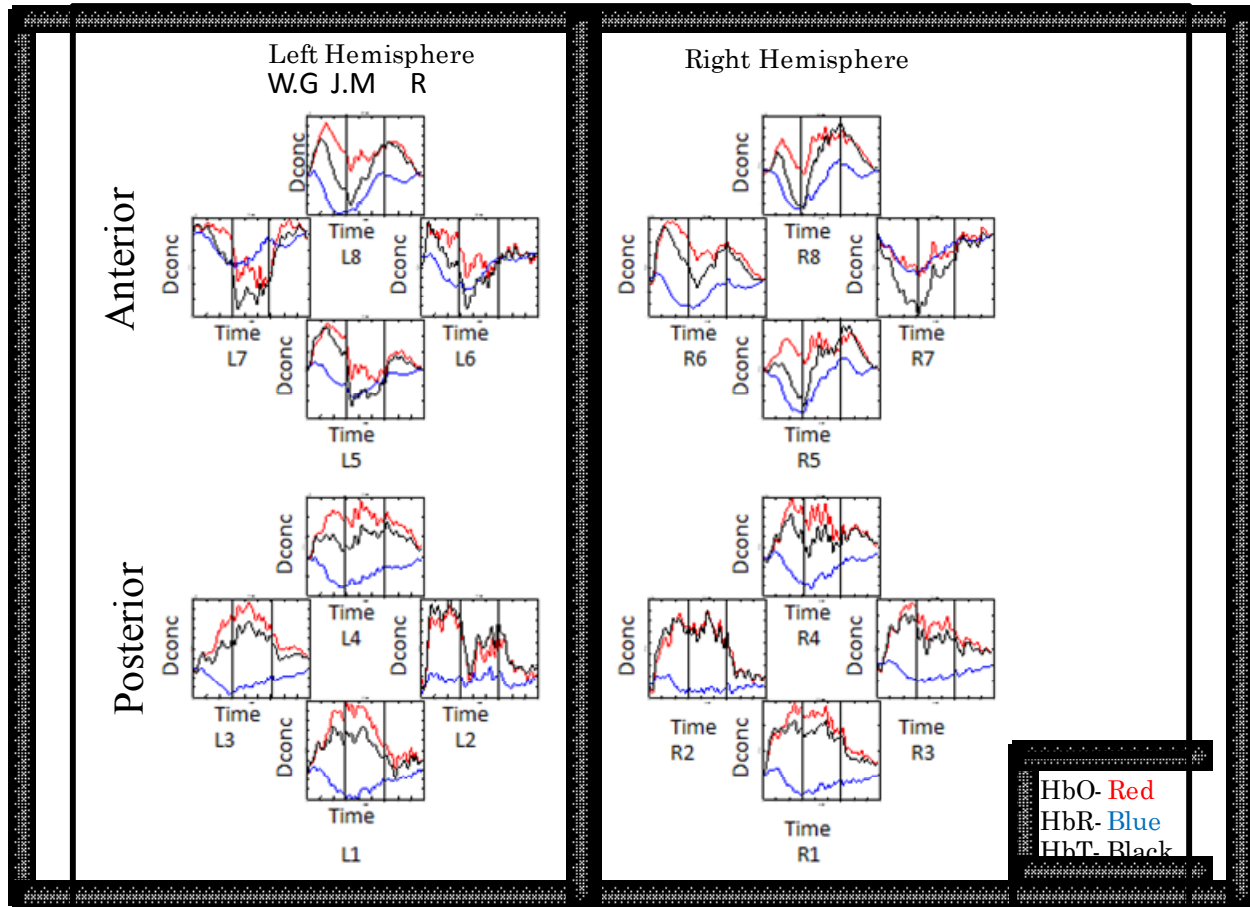 Left Hemisphere
W.G J.M R
Right Hemisphere
Anterior
Dconc
Time
L8
Dconc
Time
R8
Dconc
Time
L7
Dconc
Time
L6
Dconc
Time
R6
Dconc
Time
R7
Dconc
Time
L5
Dconc
Time
R5
Posterior
Dconc
Time
L4
Dconc
Time
R4
Dconc
Time
L3
Dconc
Time
L2
Dconc
Time
R2
Dconc
Time
R3
Dconc
Time
L1
Dconc
Time
R1
HbO- Red
HbR- Blue
HbT- Black